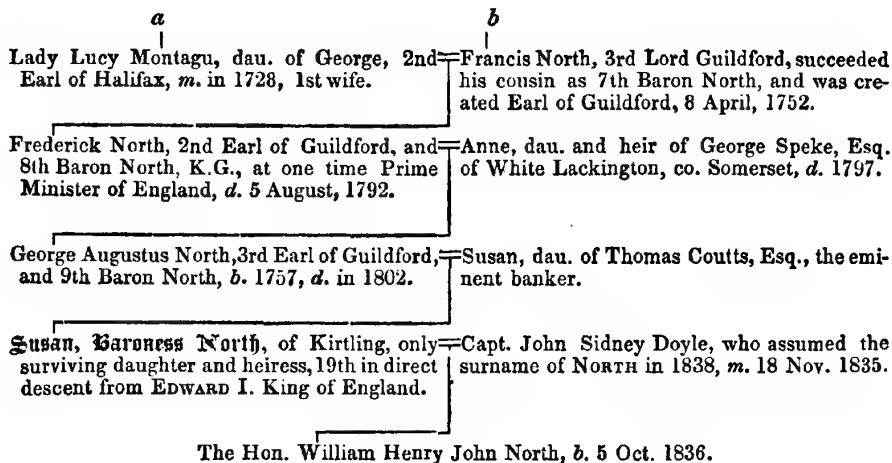 a
b
Lady Lucy Montagu, dau. of George, 2nd
Earl of Halifax, m. in 1728, 1st wife.
Francis North, 3rd Lord Guildford, succeeded
his cousin as 7th Baron North, and was cre-
ated Earl of Guildford, 8 April, 1752.
Frederick North, 2nd Earl of Guildford, and
8th Baron North, K.G., at one time Prime
Minister of England, d. 5 August, 1792.
Anne, dau. and heir of George Speke, Esq.
of White Lackington, co. Somerset, d. 1797.
George Augustus North, 3rd Earl of Guildford,
and 9th Baron North, b. 1757, d. in 1802.
Susan, dau. of Thomas Coutts, Esq., the emi-
nent banker.
Susan, Baroness North, of Kirtling, only
surviving daughter and heiress, 19th in direct
descent from EDWARD I. King of England.
Capt. John Sidney Doyle, who assumed the
surname of NORTH in 1838, m. 18 Nov. 1835.
The Hon. William Henry John North, b. 5 Oct. 1836.